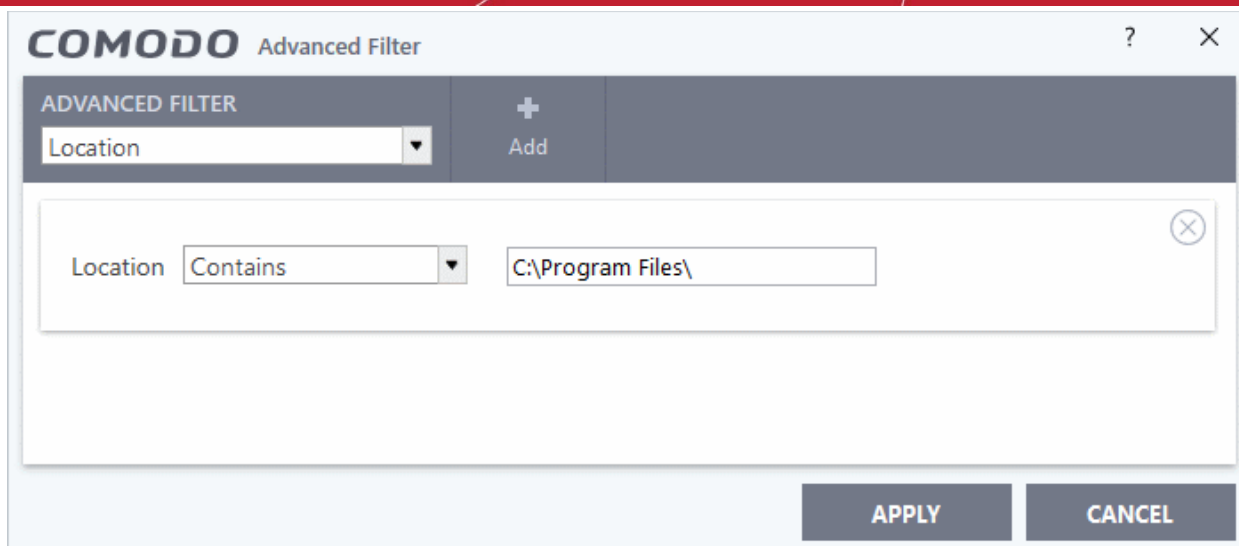 COMODO Advanced Filter ?
ADVANCED FILTER
Location
Add
Location Contains C:\Program Files\
APPLY CANCEL